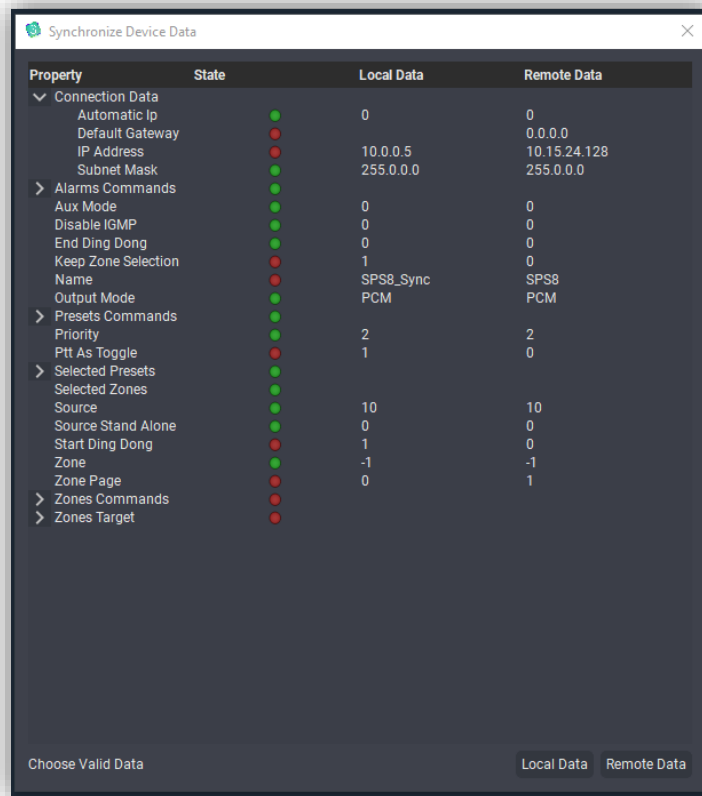 Synchronize Device Data
Property State Local Data Remote Data
Connection Data
Automatic Ip 0 0
Default Gateway 0.0.0.0
IP Address 10.0.0.5 10.15.24.128
Subnet Mask 255.0.0.0 255.0.0.0
Alarms Commands
Aux Mode 0 0
Disable IGMP 0 0
End Ding Dong 0 0
Keep Zone Selection 1 0
Name SPS8_Sync SPS8
Output Mode PCM PCM
Presets Commands
Priority 2 2
Ptt As Toggle 1 0
Selected Presets
Selected Zones
Source 10 10
Source Stand Alone 0 0
Start Ding Dong 1 0
Zone -1 -1
Zone Page 0 1
Zones Commands
Zones Target
Choose Valid Data Local Data Remote Data